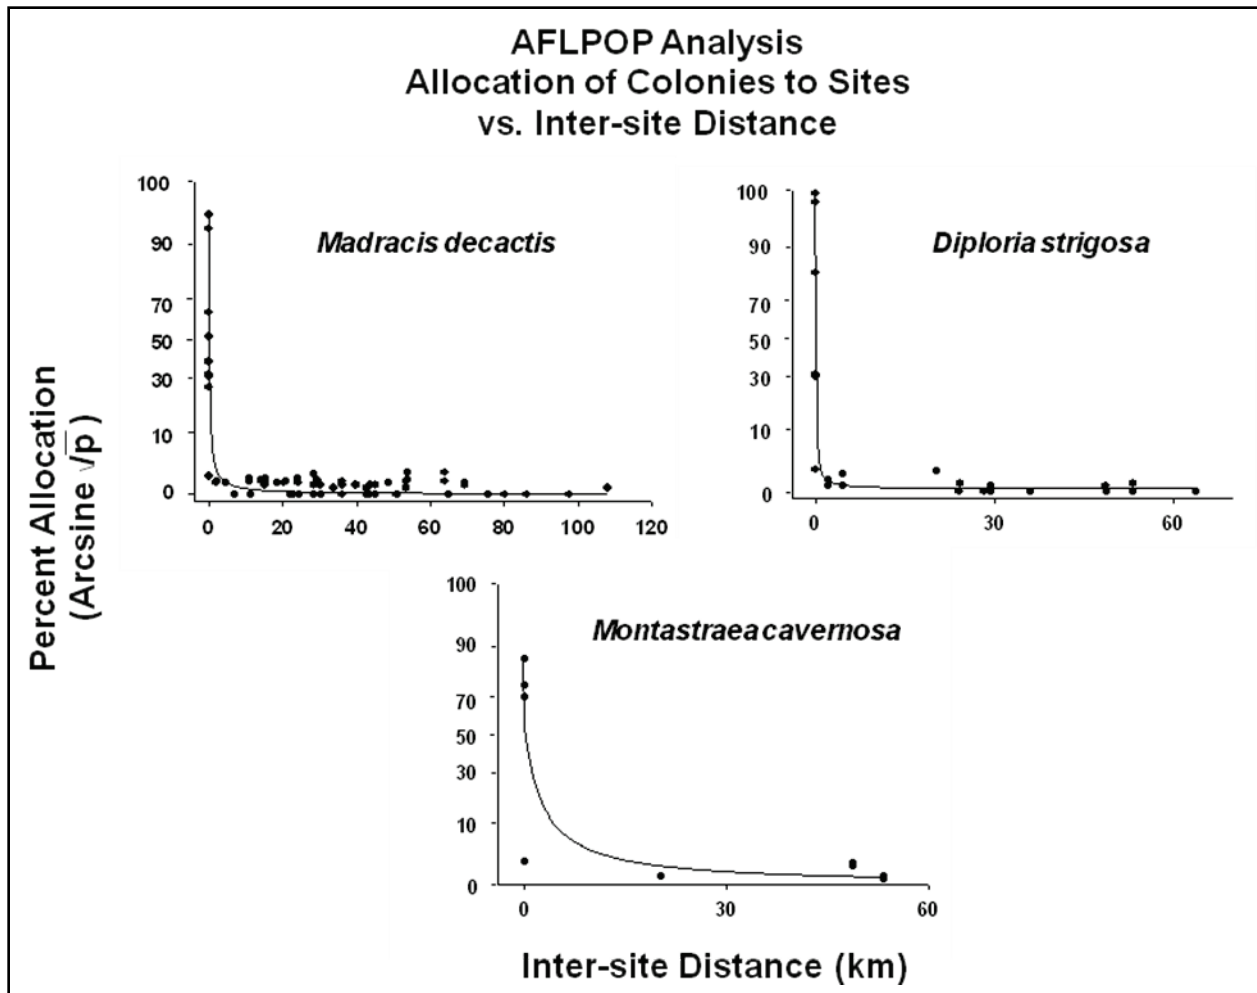 AFLPOP Analysis
Allocation of Colonies to Sites
vs. Inter-site Distance
Percent Allocation
(Arcsine √p)
Madracis decactis
100
90
70
50
30
10
0
0 20 40 60 80 100 120
Diploria strigosa
100
90
70
50
30
10
0
0 30 60
Montastraea cavernosa
100
90
70
50
30
10
0
0 30 60
Inter-site Distance (km)